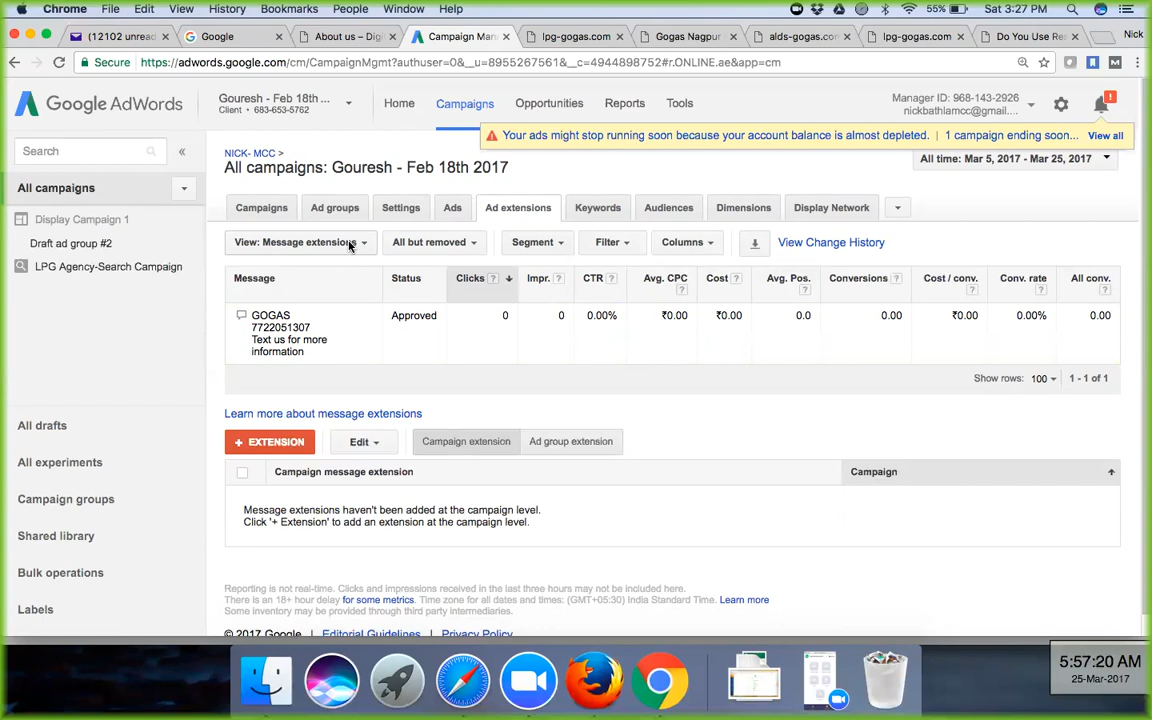 Chrome File Edit View History Bookmarks People Window Help 55% Sat 3:27 PM
(12102 unrea Google About us – Digi Campaign Man lpg-gogas.com Gogas Nagpur alds-gogas.co lpg-gogas.com Do You Use Re Nick
Secure https://adwords.google.com/cm/CampaignMgmt?authuser=0&__u=8955267561&__c=4944898752#r.ONLINE.ae&app=cm
Google AdWords
Gouresh - Feb 18th ...
Client • 683-653-5762
Home Campaigns Opportunities Reports Tools
Manager ID: 968-143-2926
nickbathlamcc@gmail....
!
Your ads might stop running soon because your account balance is almost depleted. | 1 campaign ending soon... View all
Search «
All campaigns
Display Campaign 1
Draft ad group #2
LPG Agency-Search Campaign
All drafts
All experiments
Campaign groups
Shared library
Bulk operations
Labels
NICK- MCC >
All campaigns: Gouresh - Feb 18th 2017
All time: Mar 5, 2017 - Mar 25, 2017
Campaigns Ad groups Settings Ads Ad extensions Keywords Audiences Dimensions Display Network
View: Message extensions All but removed Segment Filter Columns View Change History
Message Status Clicks ? Impr. ? CTR ? Avg. CPC ? Cost ? Avg. Pos. ? Conversions ? Cost / conv. ? Conv. rate ? All conv. ?
GOGAS Approved 0 0 0.00% ₹0.00 ₹0.00 0.0 0.00 ₹0.00 0.00% 0.00
7722051307
Text us for more
information
Show rows: 100 1 - 1 of 1
Learn more about message extensions
+ EXTENSION Edit Campaign extension Ad group extension
Campaign message extension Campaign
Message extensions haven't been added at the campaign level.
Click '+ Extension' to add an extension at the campaign level.
Reporting is not real-time. Clicks and impressions received in the last three hours may not be included here.
There is an 18+ hour delay for some metrics. Time zone for all dates and times: (GMT+05:30) India Standard Time. Learn more
Some inventory may be provided through third party intermediaries.
© 2017 Google | Editorial Guidelines | Privacy Policy
5:57:20 AM
25-Mar-2017